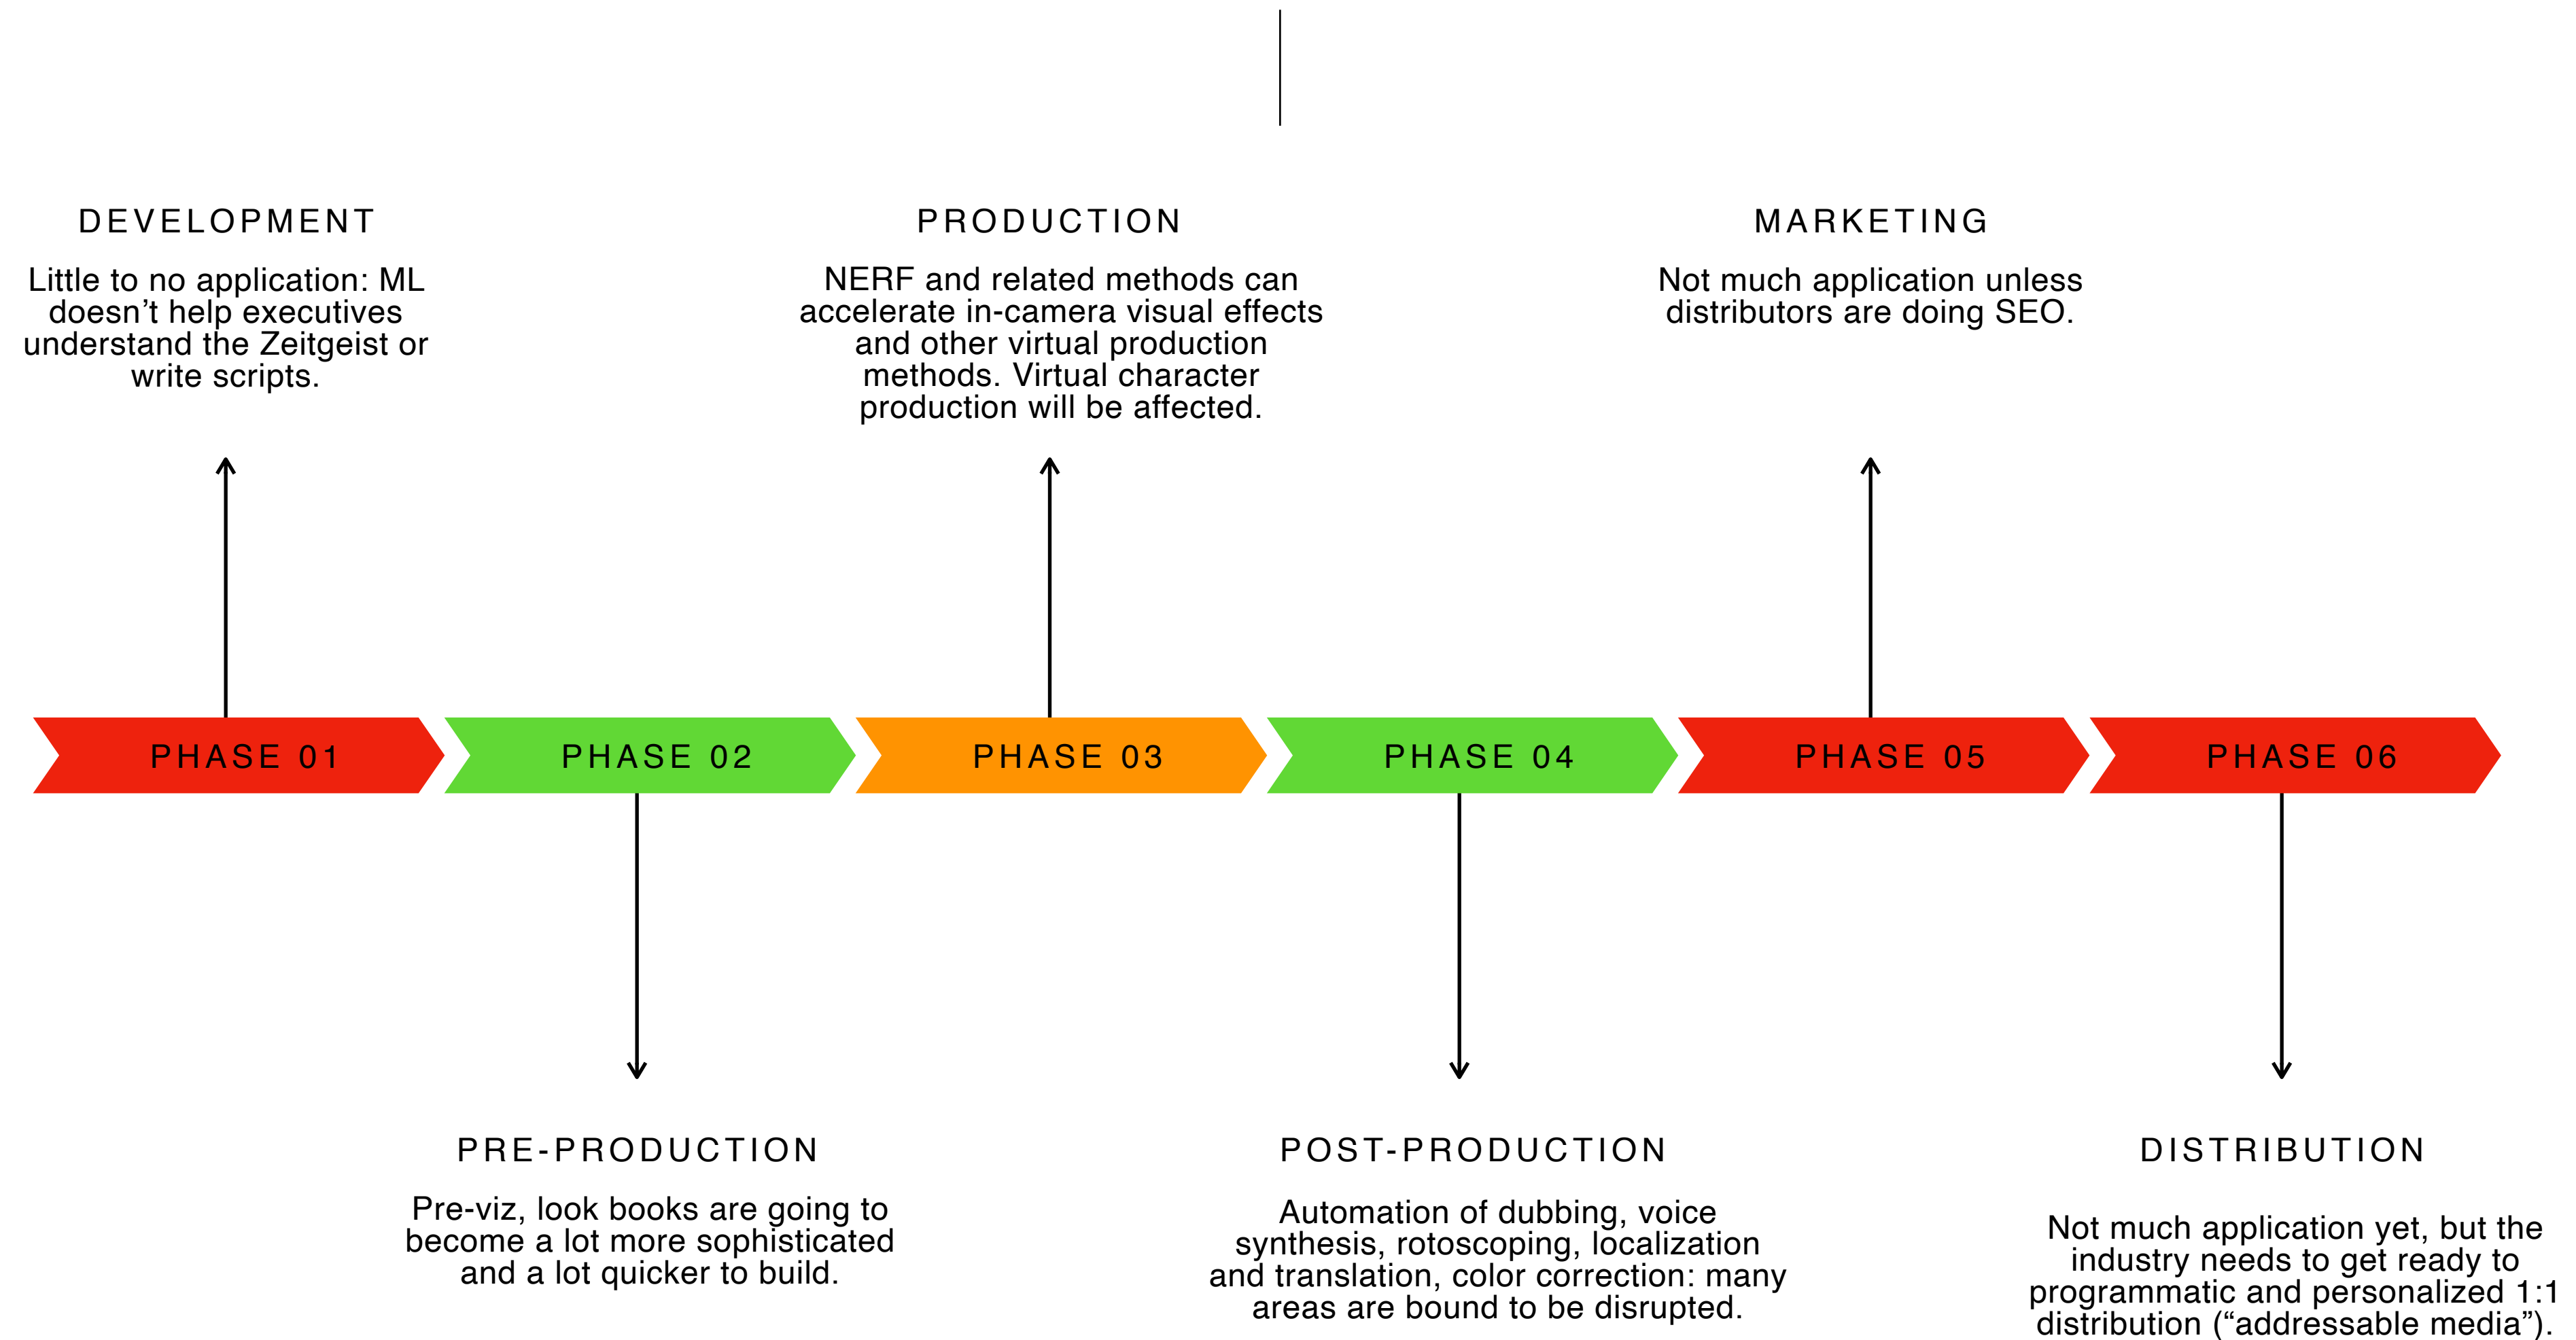 DEVELOPMENT
Little to no application: ML
doesn’t help executives
understand the Zeitgeist or
write scripts.
PRODUCTION
NERF and related methods can
accelerate in-camera visual effects
and other virtual production
methods. Virtual character
production will be affected.
MARKETING
Not much application unless
distributors are doing SEO.
PHASE 01
PHASE 02
PHASE 03
PHASE 04
PHASE 05
PHASE 06
PRE-PRODUCTION
Pre-viz, look books are going to
become a lot more sophisticated
and a lot quicker to build.
POST-PRODUCTION
Automation of dubbing, voice
synthesis, rotoscoping, localization
and translation, color correction: many
areas are bound to be disrupted.
DISTRIBUTION
Not much application yet, but the
industry needs to get ready to
programmatic and personalized 1:1
distribution (“addressable media”).